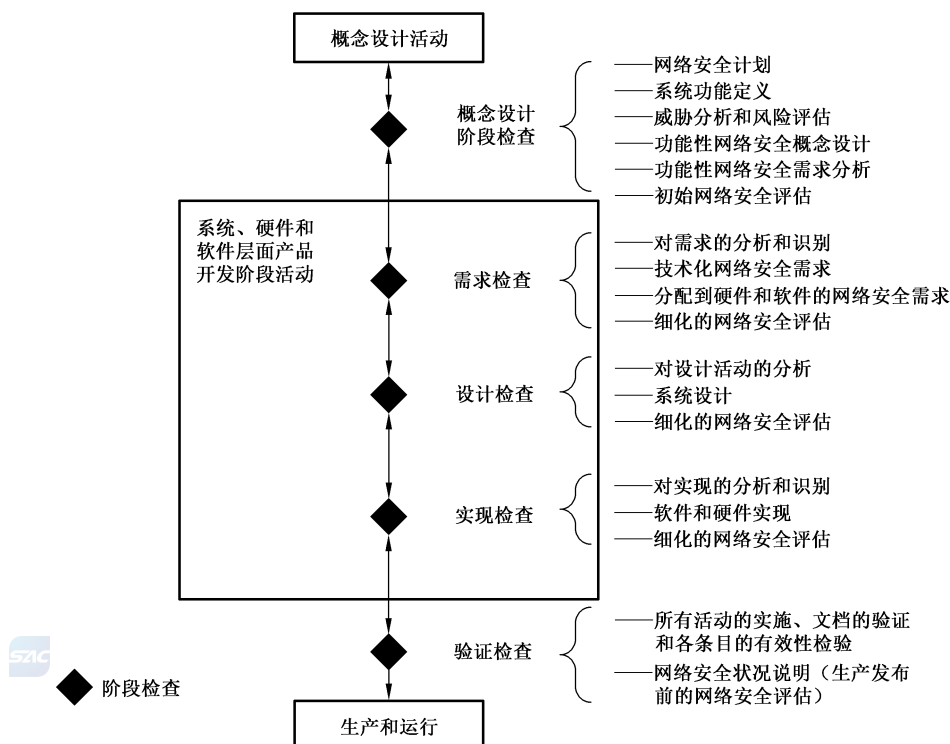 概念设计活动
概念设计
阶段检查
——网络安全计划
——系统功能定义
——威胁分析和风险评估
——功能性网络安全概念设计
——功能性网络安全需求分析
——初始网络安全评估
系统、硬件和
软件层面产品
开发阶段活动
需求检查
——对需求的分析和识别
——技术化网络安全需求
——分配到硬件和软件的网络安全需求
——细化的网络安全评估
设计检查
——对设计活动的分析
——系统设计
——细化的网络安全评估
实现检查
——对实现的分析和识别
——软件和硬件实现
——细化的网络安全评估
验证检查
——所有活动的实施、文档的验证
和各条目的有效性检验
——网络安全状况说明（生产发布
前的网络安全评估）
SAC
阶段检查
生产和运行